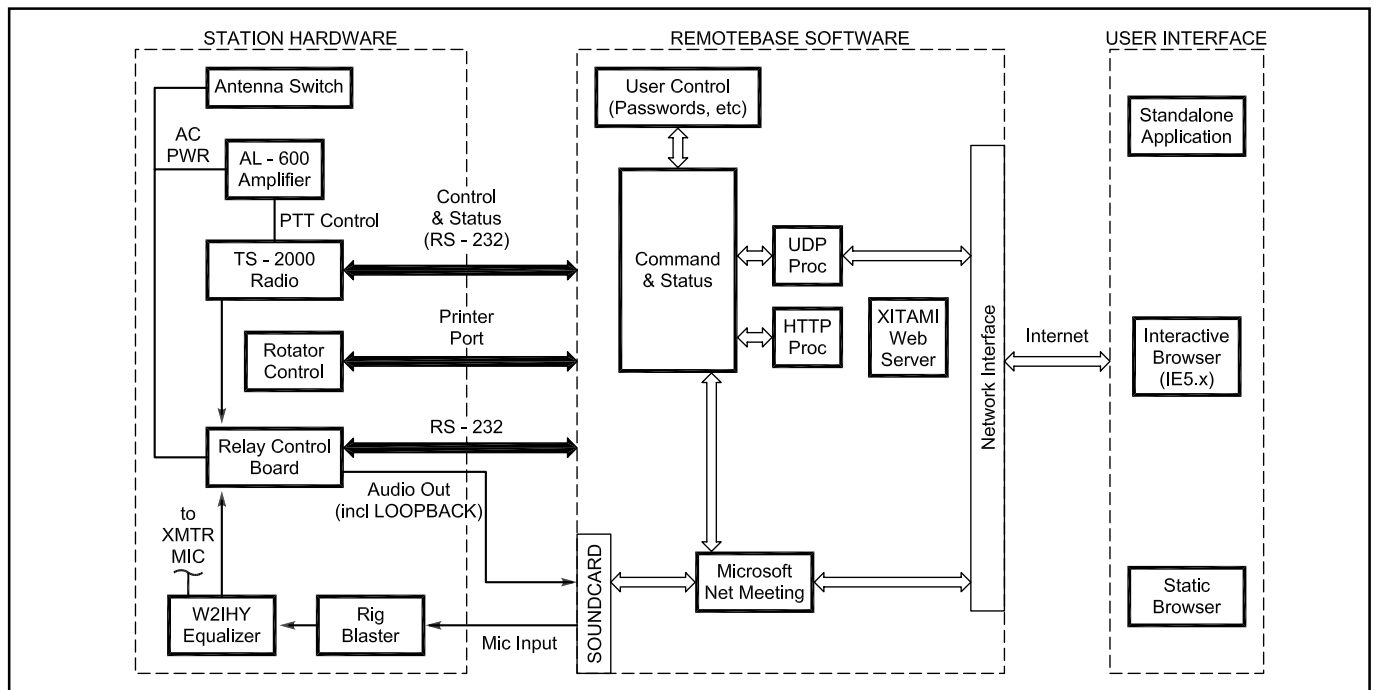 STATION HARDWARE
Antenna Switch
AC
PWR
AL - 600
Amplifier
PTT Control
TS - 2000
Radio
Rotator
Control
Relay Control
Board
to
XMTR
MIC
W2IHY
Equalizer
Rig
Blaster
Control
& Status
(RS - 232)
Printer
Port
RS - 232
Audio Out
(incl LOOPBACK)
Mic Input
REMOTEBASE SOFTWARE
User Control
(Passwords, etc)
Command
& Status
UDP
Proc
HTTP
Proc
XITAMI
Web
Server
SOUNDCARD
Microsoft
Net Meeting
Network Interface
Internet
USER INTERFACE
Standalone
Application
Interactive
Browser
(IE5.x)
Static
Browser